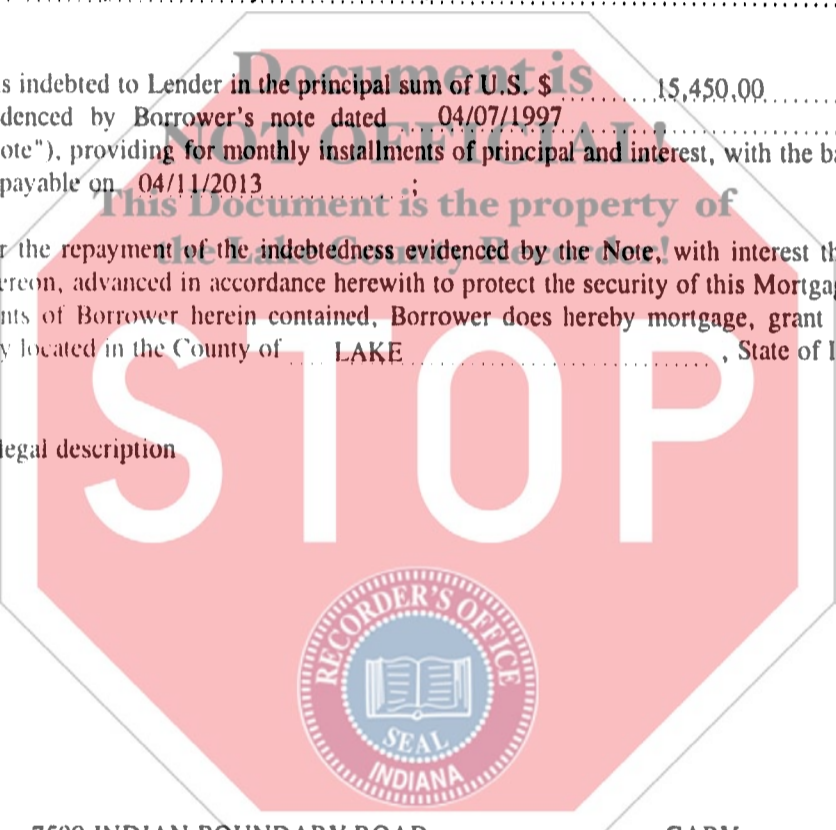 Document is
s indebted to Lender in the principal sum of U.S. $ 15,450.00
denced by Borrower's note dated 04/07/1997
NOT OFFICIAL!
ote"), providing for monthly installments of principal and interest, with the ba
payable on 04/11/2013 ;
This Document is the property of
the Lake County Recorder!
r the repayment of the indebtedness evidenced by the Note, with interest th
ereon, advanced in accordance herewith to protect the security of this Mortga
nts of Borrower herein contained, Borrower does hereby mortgage, grant
y located in the County of LAKE , State of I
STOP
legal description
RECORDER'S OFFICE
SEAL
INDIANA
7500 INDIAN BOUNDARY ROAD GARY